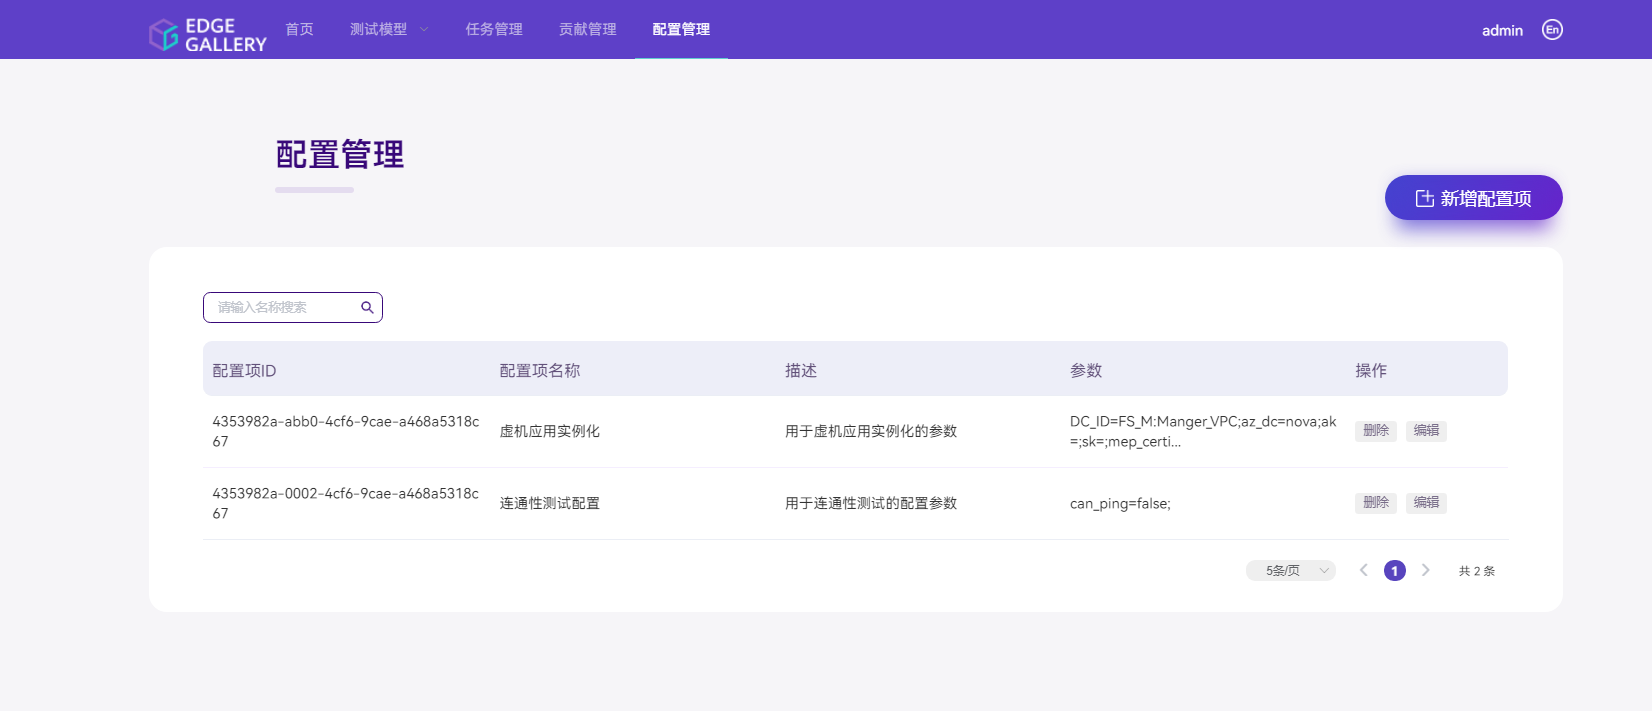 EDGE
GALLERY
首页
测试模型
任务管理
贡献管理
配置管理
admin
En
配置管理
新增配置项
请输入名称搜索
配置项ID
配置项名称
描述
参数
操作
4353982a-abb0-4cf6-9cae-a468a5318c
67
虚机应用实例化
用于虚机应用实例化的参数
DC_ID=FS_M:Manger_VPC;az_dc=nova;ak
=;sk=;mep_certi...
删除
编辑
4353982a-0002-4cf6-9cae-a468a5318c
67
连通性测试配置
用于连通性测试的配置参数
can_ping=false;
删除
编辑
5条/页
1
共 2 条